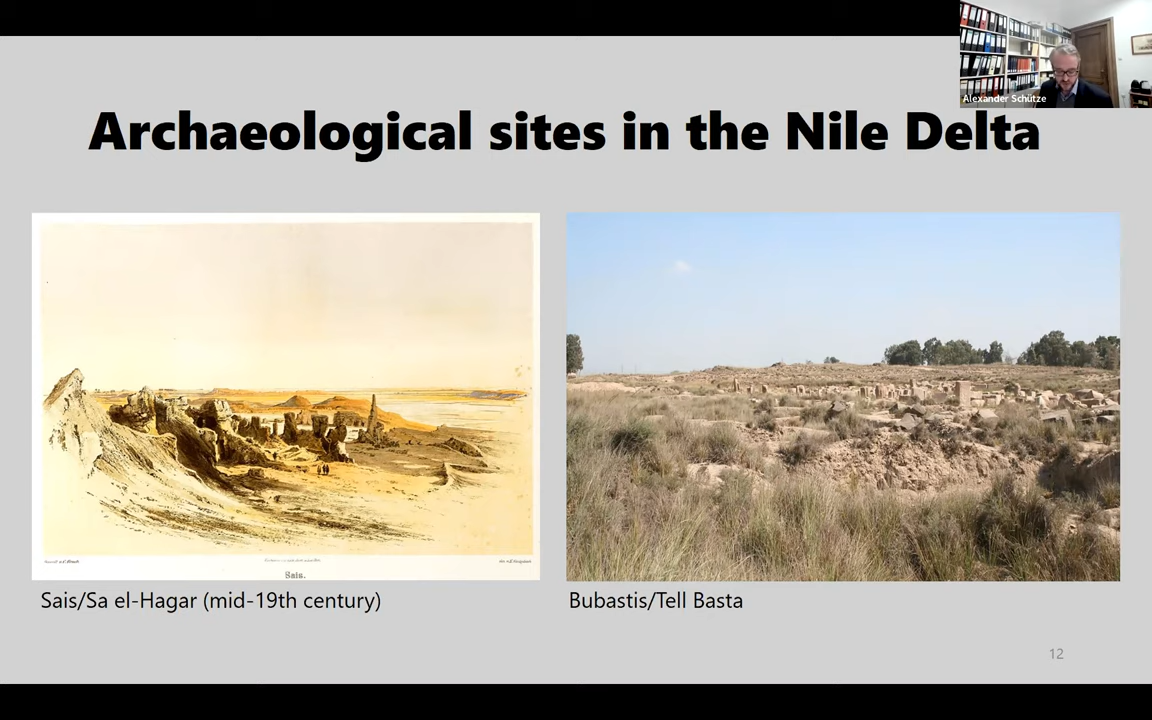 Alexander Schütze
Archaeological sites in the Nile Delta
Sais.
Sais/Sa el-Hagar (mid-19th century)
Bubastis/Tell Basta
12